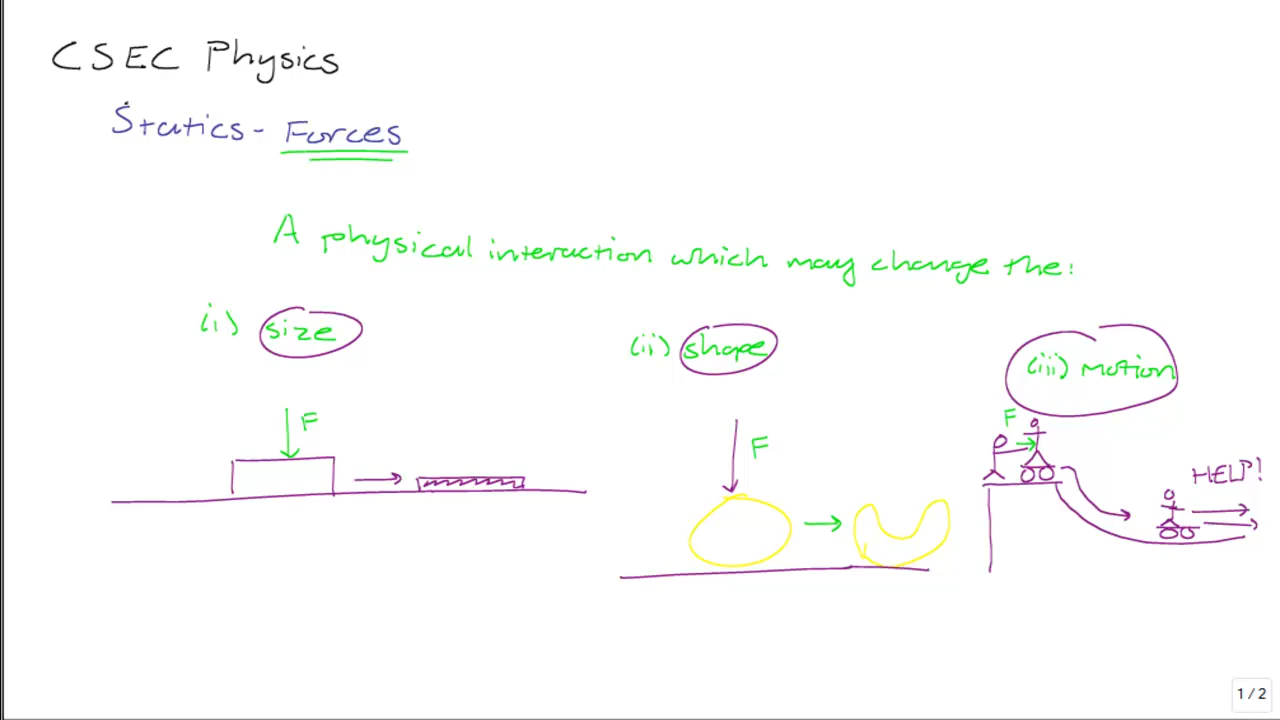 CSEC Physics
Statics - Forces
A physical interaction which may change the:
(i) size
(ii) shape
(iii) motion
F
F
F
HELP!
1 / 2